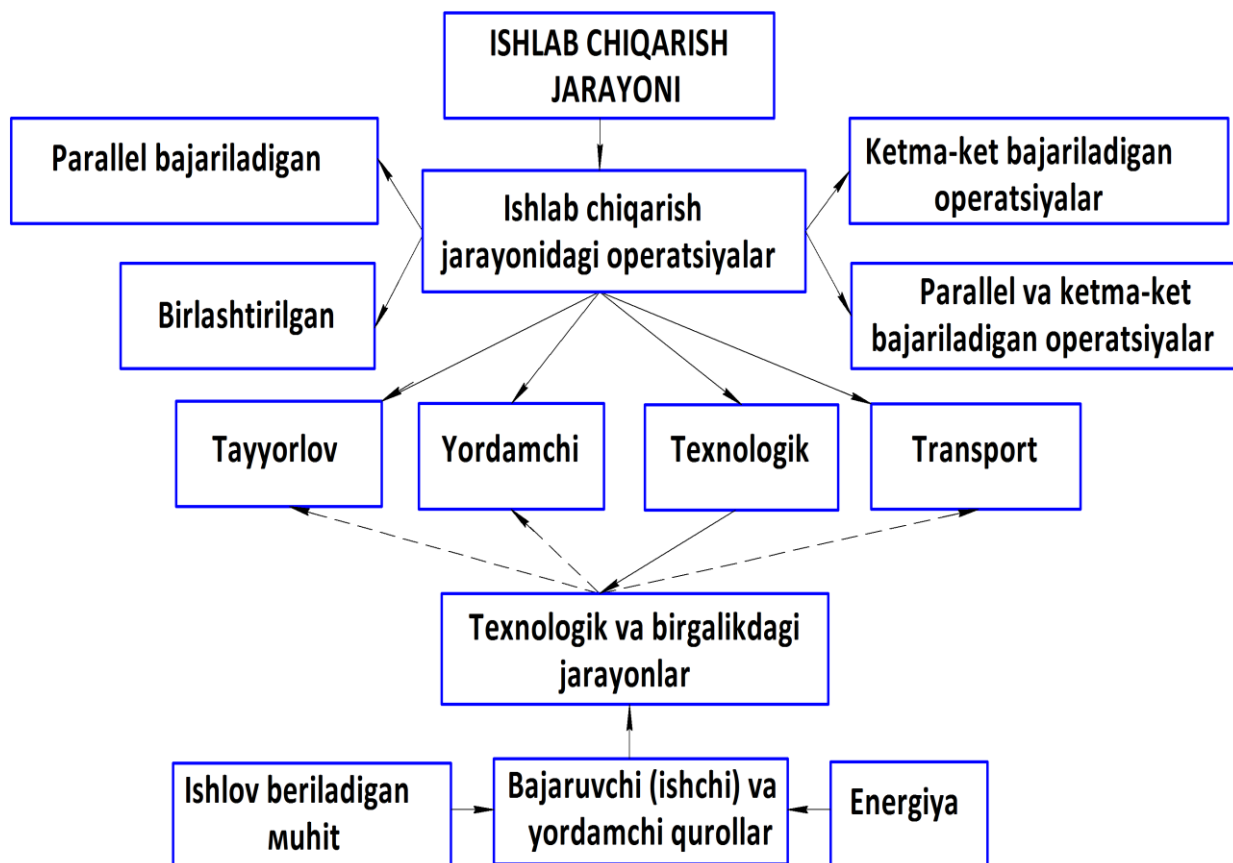 ISHLAB CHIQARISH
JARAYONI
Parallel bajariladigan
Ketma-ket bajariladigan
operatsiyalar
Ishlab chiqarish
jarayonidagi operatsiyalar
Birlashtirilgan
Parallel va ketma-ket
bajariladigan operatsiyalar
Tayyorlov
Yordamchi
Texnologik
Transport
Texnologik va birgalikdagi
jarayonlar
Ishlov beriladigan
muhit
Bajaruvchi (ishchi) va
yordamchi qurollar
Energiya